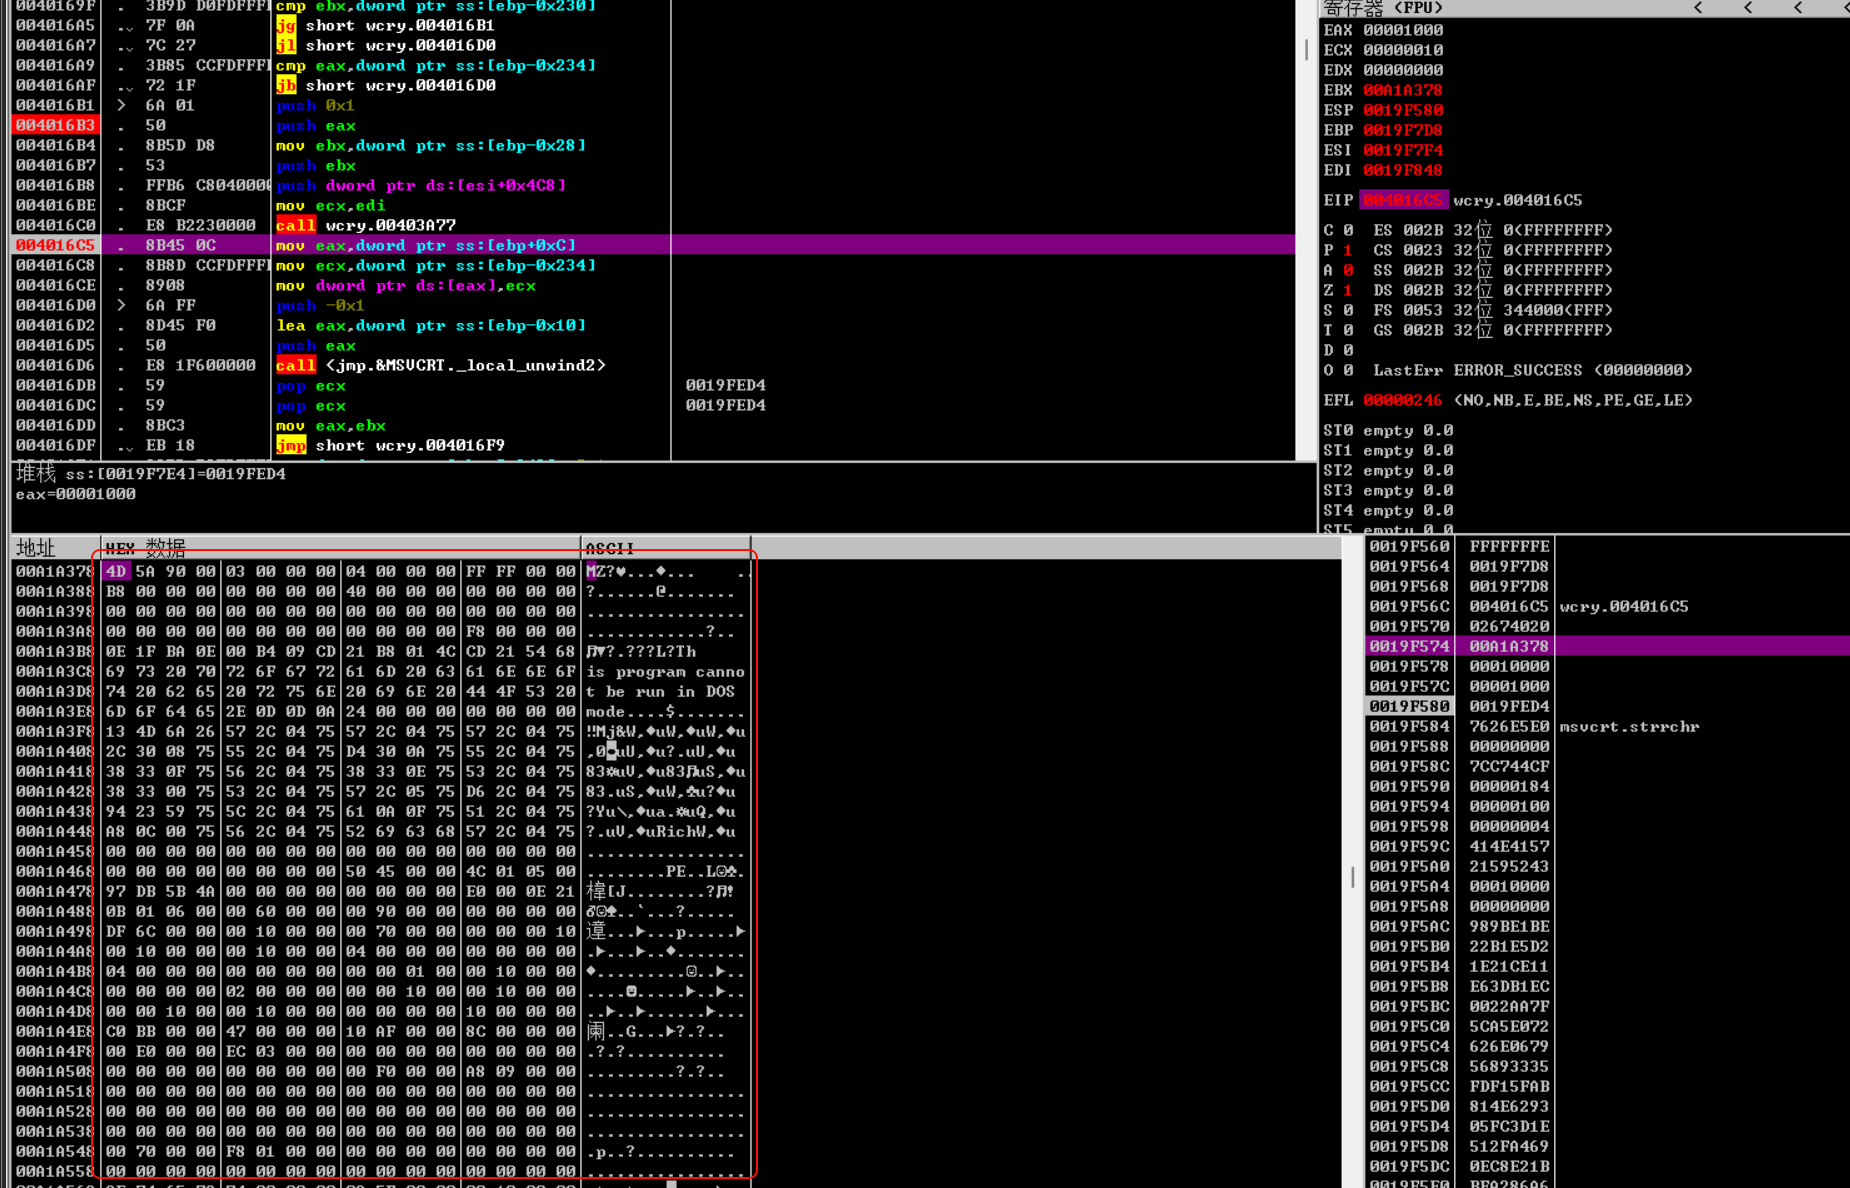 0040169F . 3B9D D0FDFFF cmp ebx,dword ptr ss:[ebp-0x230]
004016A5 .v 7F 0A jg short wcry.004016B1
004016A7 .v 7C 27 jl short wcry.004016D0
004016A9 . 3B85 CCFDFFF cmp eax,dword ptr ss:[ebp-0x234]
004016AF .v 72 1F jb short wcry.004016D0
004016B1 > 6A 01 push 0x1
004016B3 . 50 push eax
004016B4 . 8B5D D8 mov ebx,dword ptr ss:[ebp-0x28]
004016B7 . 53 push ebx
004016B8 . FFB6 C8040000 push dword ptr ds:[esi+0x4C8]
004016BE . 8BCF mov ecx,edi
004016C0 . E8 B2230000 call wcry.00403A77
004016C5 . 8B45 0C mov eax,dword ptr ss:[ebp+0xC]
004016C8 . 8B8D CCFDFFF mov ecx,dword ptr ss:[ebp-0x234]
004016CE . 8908 mov dword ptr ds:[eax],ecx
004016D0 > 6A FF push -0x1
004016D2 . 8D45 F0 lea eax,dword ptr ss:[ebp-0x10]
004016D5 . 50 push eax
004016D6 . E8 1F600000 call <jmp.&MSVCRT._local_unwind2>
004016DB . 59 pop ecx 0019FED4
004016DC . 59 pop ecx 0019FED4
004016DD . 8BC3 mov eax,ebx
004016DF .v EB 18 jmp short wcry.004016F9
堆栈 ss:[0019F7E4]=0019FED4
eax=00001000
寄存器 (FPU) < < < <
EAX 00001000
ECX 00000010
EDX 00000000
EBX 00A1A378
ESP 0019F580
EBP 0019F7D8
ESI 0019F7F4
EDI 0019F848
EIP 004016C5 wcry.004016C5
C 0 ES 002B 32位 0(FFFFFFFF)
P 1 CS 0023 32位 0(FFFFFFFF)
A 0 SS 002B 32位 0(FFFFFFFF)
Z 1 DS 002B 32位 0(FFFFFFFF)
S 0 FS 0053 32位 344000(FFF)
T 0 GS 002B 32位 0(FFFFFFFF)
D 0
O 0 LastErr ERROR_SUCCESS (00000000)
EFL 00000246 (NO,NB,E,BE,NS,PE,GE,LE)
ST0 empty 0.0
ST1 empty 0.0
ST2 empty 0.0
ST3 empty 0.0
ST4 empty 0.0
ST5 empty 0.0
地址 HEX 数据 ASCII
00A1A378 4D 5A 90 00 03 00 00 00 04 00 00 00 FF FF 00 00 MZ?♥...◆... ..
00A1A388 B8 00 00 00 00 00 00 00 40 00 00 00 00 00 00 00 ?.......@.......
00A1A398 00 00 00 00 00 00 00 00 00 00 00 00 00 00 00 00 ................
00A1A3A8 00 00 00 00 00 00 00 00 00 00 00 00 F8 00 00 00 ............?..
00A1A3B8 0E 1F BA 0E 00 B4 09 CD 21 B8 01 4C CD 21 54 68 ♬▼?.???L?Th
00A1A3C8 69 73 20 70 72 6F 67 72 61 6D 20 63 61 6E 6E 6F is program canno
00A1A3D8 74 20 62 65 20 72 75 6E 20 69 6E 20 44 4F 53 20 t be run in DOS
00A1A3E8 6D 6F 64 65 2E 0D 0D 0A 24 00 00 00 00 00 00 00 mode....$.......
00A1A3F8 13 4D 6A 26 57 2C 04 75 57 2C 04 75 57 2C 04 75 ‼Mj&W,◆uW,◆uW,◆u
00A1A408 2C 30 08 75 55 2C 04 75 D4 30 0A 75 55 2C 04 75 ,0◘uU,◆u?.uU,◆u
00A1A418 38 33 0F 75 56 2C 04 75 38 33 0E 75 53 2C 04 75 83☼uV,◆u83♬uS,◆u
00A1A428 38 33 00 75 53 2C 04 75 57 2C 05 75 D6 2C 04 75 83.uS,◆uW,♣u?◆u
00A1A438 94 23 59 75 5C 2C 04 75 61 0A 0F 75 51 2C 04 75 ?Yu\,◆ua.☼uQ,◆u
00A1A448 A8 0C 00 75 56 2C 04 75 52 69 63 68 57 2C 04 75 ?.uV,◆uRichW,◆u
00A1A458 00 00 00 00 00 00 00 00 00 00 00 00 00 00 00 00 ................
00A1A468 00 00 00 00 00 00 00 00 50 45 00 00 4C 01 05 00 ........PE..L☺♣.
00A1A478 97 DB 5B 4A 00 00 00 00 00 00 00 00 E0 00 0E 21 椲[J........?♬!
00A1A488 0B 01 06 00 00 60 00 00 00 90 00 00 00 00 00 00 ♂☺♠..`...?.....
00A1A498 DF 6C 00 00 00 10 00 00 00 70 00 00 00 00 00 10 遧...►...p.....►
00A1A4A8 00 10 00 00 00 10 00 00 04 00 00 00 00 00 00 00 .►...►..◆.......
00A1A4B8 04 00 00 00 00 00 00 00 00 00 01 00 00 10 00 00 ◆.........☺..►..
00A1A4C8 00 00 00 00 02 00 00 00 00 00 10 00 00 10 00 00 ....☻.....►..►..
00A1A4D8 00 00 10 00 00 10 00 00 00 00 00 00 10 00 00 00 ..►..►......►...
00A1A4E8 C0 BB 00 00 47 00 00 00 10 AF 00 00 8C 00 00 00 阑..G...►?.?..
00A1A4F8 00 E0 00 00 EC 03 00 00 00 00 00 00 00 00 00 00 .?.?..........
00A1A508 00 00 00 00 00 00 00 00 00 F0 00 00 A8 09 00 00 .........?.?..
00A1A518 00 00 00 00 00 00 00 00 00 00 00 00 00 00 00 00 ................
00A1A528 00 00 00 00 00 00 00 00 00 00 00 00 00 00 00 00 ................
00A1A538 00 00 00 00 00 00 00 00 00 00 00 00 00 00 00 00 ................
00A1A548 00 70 00 00 F8 01 00 00 00 00 00 00 00 00 00 00 .p..?..........
00A1A558 00 00 00 00 00 00 00 00 00 00 00 00 00 00 00 00 ................
0019F560 FFFFFFFE
0019F564 0019F7D8
0019F568 0019F7D8
0019F56C 004016C5 wcry.004016C5
0019F570 02674020
0019F574 00A1A378
0019F578 00010000
0019F57C 00001000
0019F580 0019FED4
0019F584 7626E5E0 msvcrt.strrchr
0019F588 00000000
0019F58C 7CC744CF
0019F590 00000184
0019F594 00000100
0019F598 00000004
0019F59C 414E4157
0019F5A0 21595243
0019F5A4 00010000
0019F5A8 00000000
0019F5AC 989BE1BE
0019F5B0 22B1E5D2
0019F5B4 1E21CE11
0019F5B8 E63DB1EC
0019F5BC 0022AA7F
0019F5C0 5CA5E072
0019F5C4 626E0679
0019F5C8 56893335
0019F5CC FDF15FAB
0019F5D0 814E6293
0019F5D4 05FC3D1E
0019F5D8 512FA469
0019F5DC 0EC8E21B
0019F5E0 BFA286A6